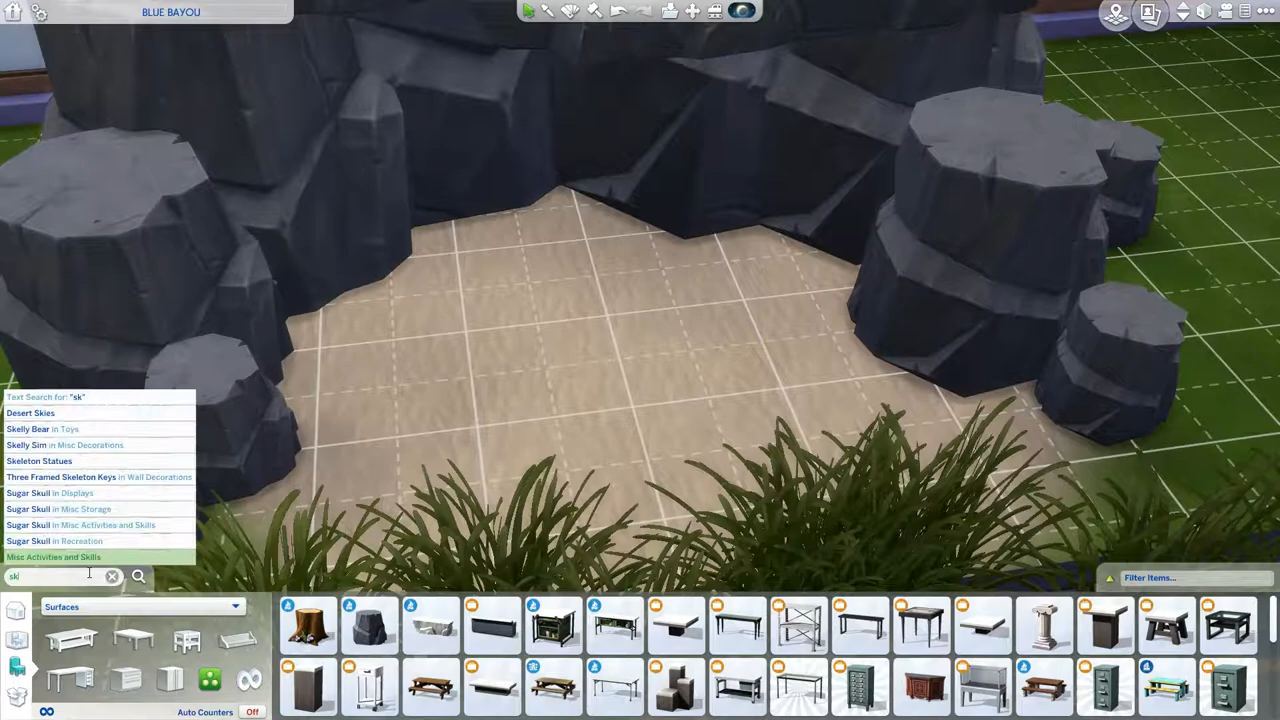 BLUE BAYOU
Text Search for: "sk"
Desert Skies
Skelly Bear in Toys
Skelly Sim in Misc Decorations
Skeleton Statues
Three Framed Skeleton Keys in Wall Decorations
Sugar Skull in Displays
Sugar Skull in Misc Storage
Sugar Skull in Misc Activities and Skills
Sugar Skull in Recreation
Misc Activities and Skills
sk
Filter Items...
Surfaces
Auto Counters Off